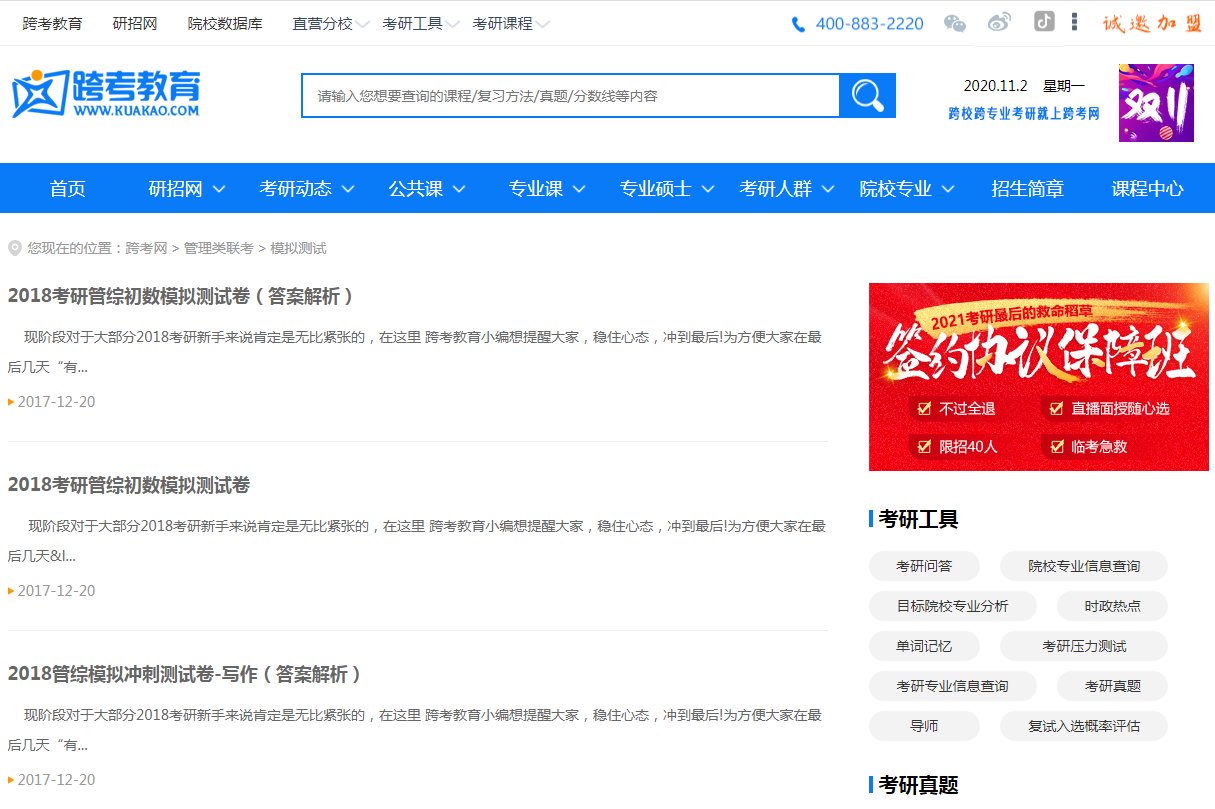 跨考教育 研招网 院校数据库 直营分校 考研工具 考研课程 400-883-2220 诚邀加盟
跨考教育
WWW.KUAKAO.COM
请输入您想要查询的课程/复习方法/真题/分数线等内容
2020.11.2 星期一
跨校跨专业考研就上跨考网
双11
首页 研招网 考研动态 公共课 专业课 专业硕士 考研人群 院校专业 招生简章 课程中心
您现在的位置：跨考网 > 管理类联考 > 模拟测试
2018考研管综初数模拟测试卷（答案解析）
现阶段对于大部分2018考研新手来说肯定是无比紧张的，在这里 跨考教育小编想提醒大家，稳住心态，冲到最后!为方便大家在最
后几天“有...
2017-12-20
2018考研管综初数模拟测试卷
现阶段对于大部分2018考研新手来说肯定是无比紧张的，在这里 跨考教育小编想提醒大家，稳住心态，冲到最后!为方便大家在最
后几天&l...
2017-12-20
2018管综模拟冲刺测试卷-写作（答案解析）
现阶段对于大部分2018考研新手来说肯定是无比紧张的，在这里 跨考教育小编想提醒大家，稳住心态，冲到最后!为方便大家在最
后几天“有...
2017-12-20
2021考研最后的救命稻草
签约协议保障班
不过全退 直播面授随心选
限招40人 临考急救
考研工具
考研问答 院校专业信息查询
目标院校专业分析 时政热点
单词记忆 考研压力测试
考研专业信息查询 考研真题
导师 复试入选概率评估
考研真题